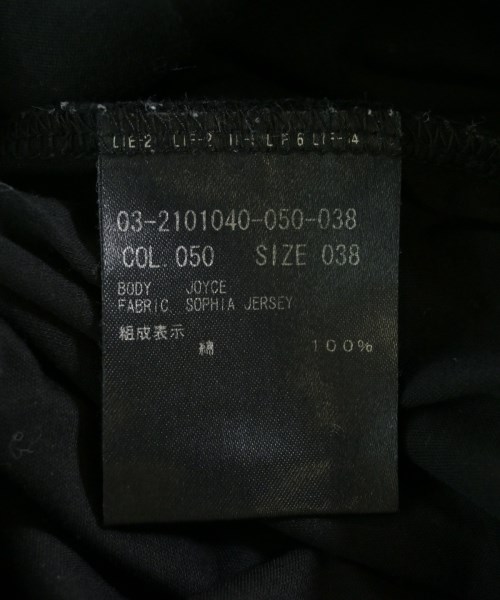 03-2101040-050-038
COL. 050 SIZE 038
BODY JOYCE
FABRIC SOPHIA JERSEY
組成表示
綿 100%